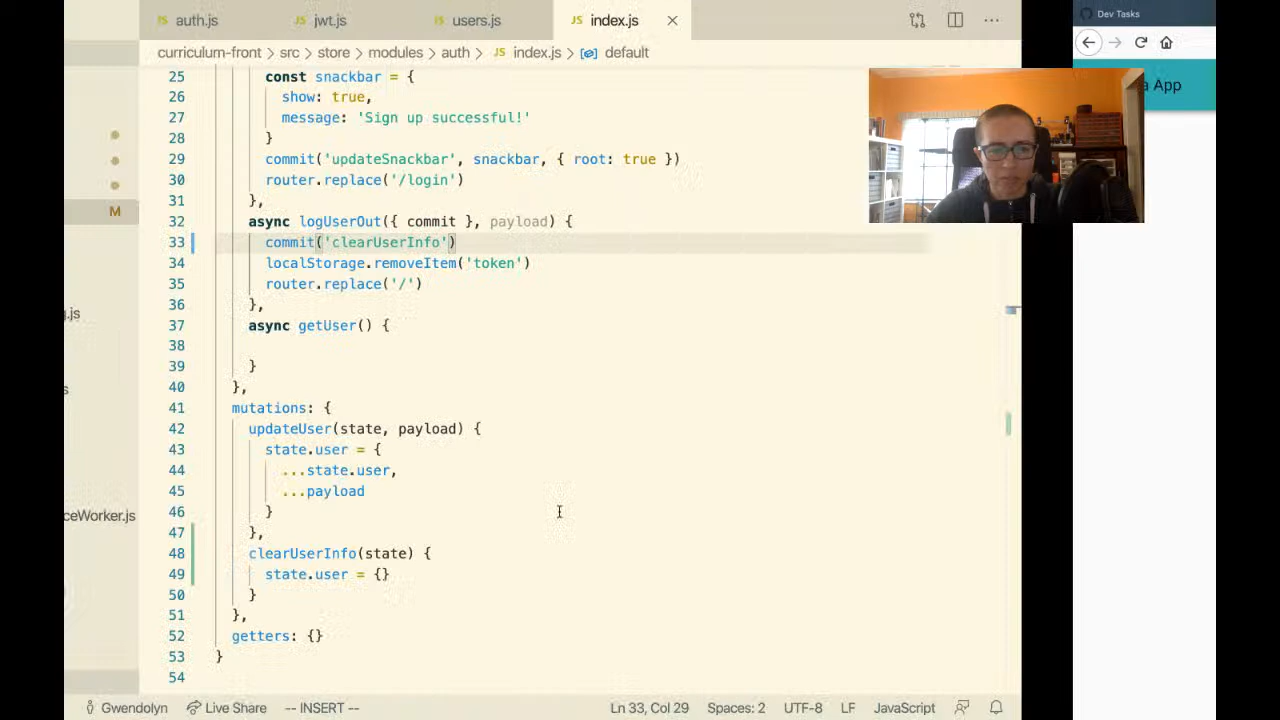 auth.js
jwt.js
users.js
index.js
Dev Tasks
curriculum-front > src > store > modules > auth > index.js > default
25 const snackbar = {
26 show: true,
27 message: 'Sign up successful!'
28 }
29 commit('updateSnackbar', snackbar, { root: true })
30 router.replace('/login')
31 },
32 async logUserOut({ commit }, payload) {
33 commit('clearUserInfo')
34 localStorage.removeItem('token')
35 router.replace('/')
36 },
37 async getUser() {
38
39 }
40 },
41 mutations: {
42 updateUser(state, payload) {
43 state.user = {
44 ...state.user,
45 ...payload
46 }
47 },
48 clearUserInfo(state) {
49 state.user = {}
50 }
51 },
52 getters: {}
53 }
54
M
g.js
s
ceWorker.js
a App
Gwendolyn
Live Share
-- INSERT --
Ln 33, Col 29
Spaces: 2
UTF-8
LF
JavaScript